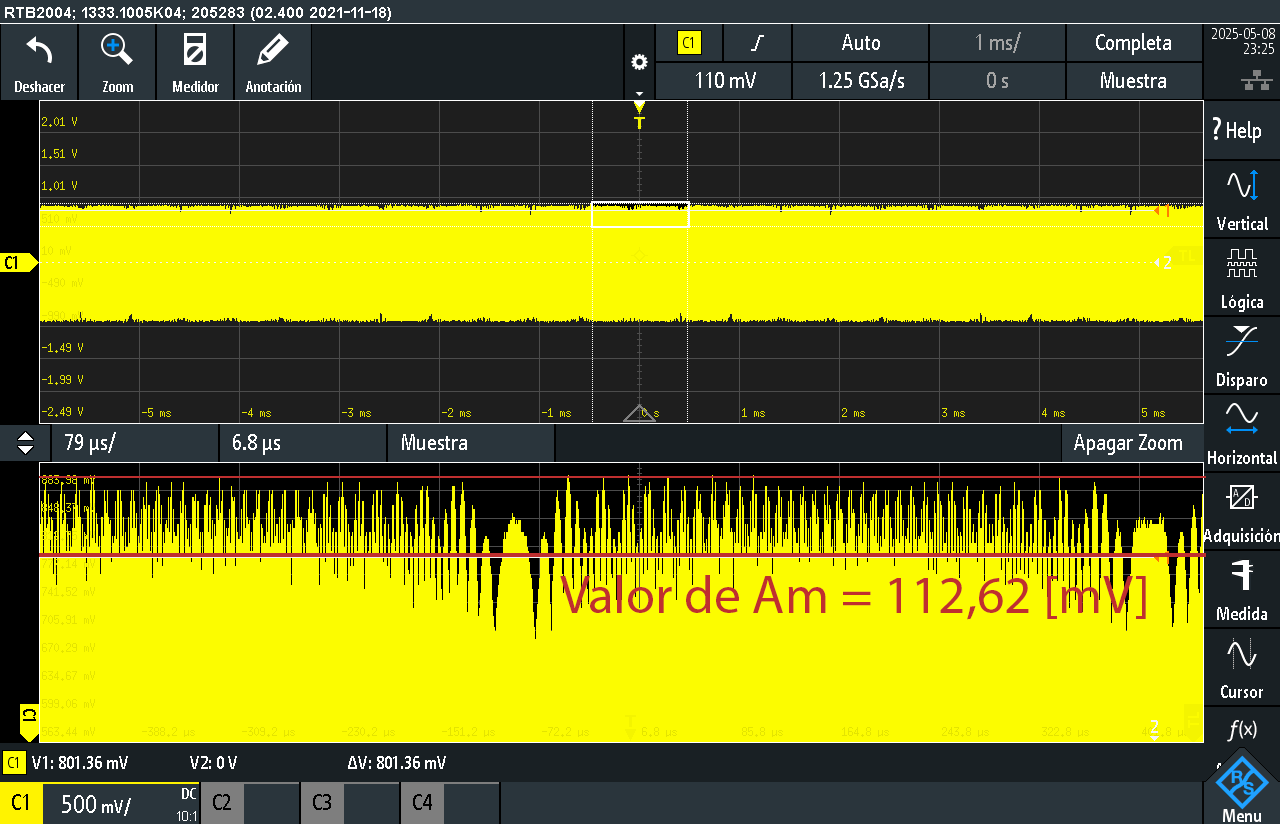 RTB2004; 1333.1005K04; 205283 (02.400 2021-11-18)
Deshacer
Zoom
Medidor
Anotación
C1
Auto
1 ms/
Completa
110 mV
1.25 GSa/s
0 s
Muestra
2025-05-08
23:25
T
2.01 V
1.51 V
1.01 V
510 mV
10 mV
-490 mV
-990 mV
-1.49 V
-1.99 V
-2.49 V
C1
1
2
TL
-5 ms
-4 ms
-3 ms
-2 ms
-1 ms
0 s
1 ms
2 ms
3 ms
4 ms
5 ms
79 µs/
6.8 µs
Muestra
Apagar Zoom
883.98 mV
741.52 mV
705.91 mV
670.29 mV
634.67 mV
599.06 mV
563.44 mV
Valor de Am = 112,62 [mV]
C1
-388.2 µs
-309.2 µs
-230.2 µs
-151.2 µs
-72.2 µs
T
6.8 µs
85.8 µs
164.8 µs
243.8 µs
322.8 µs
2
C1
V1: 801.36 mV
V2: 0 V
ΔV: 801.36 mV
C1
500 mV/
DC
10:1
C2
C3
C4
? Help
Vertical
Lógica
Disparo
Horizontal
A/D
Adquisición
Medida
Cursor
f(x)
R&S
Menu